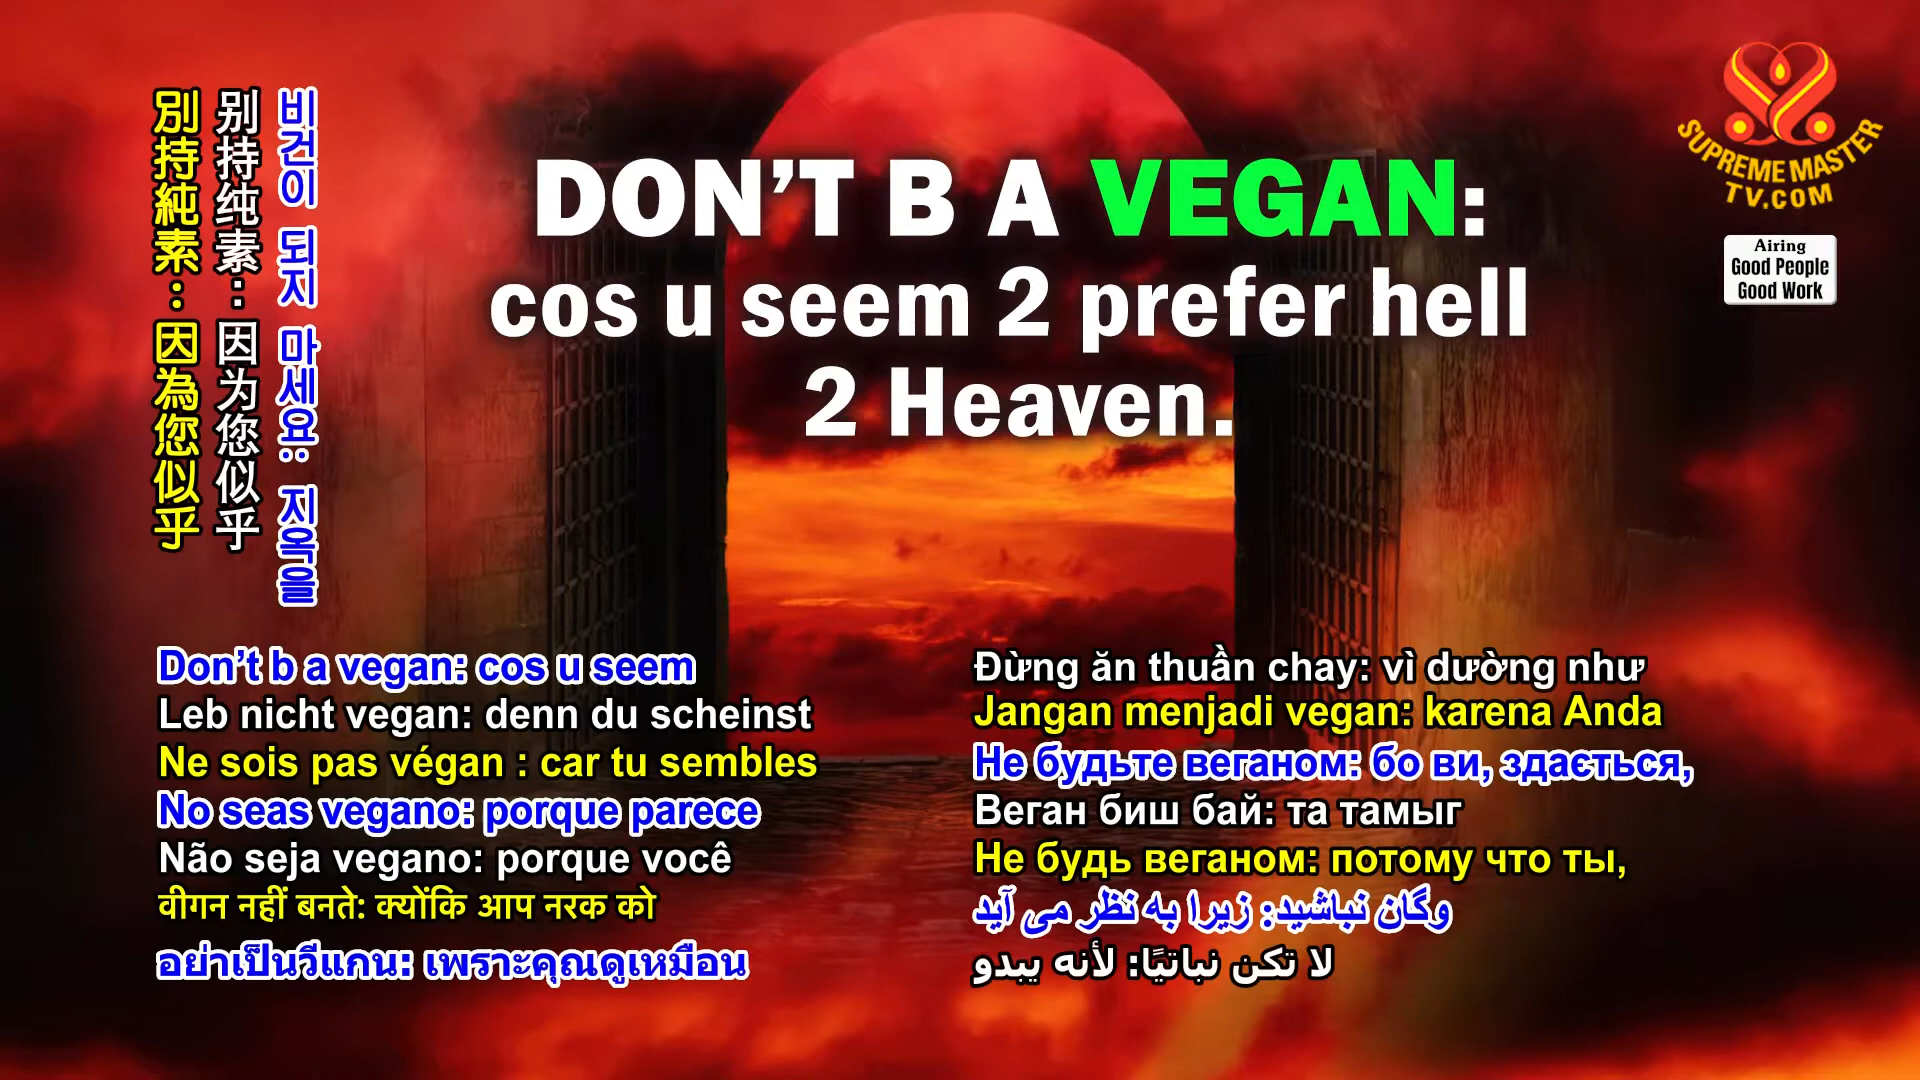 DON'T B A VEGAN:
cos u seem 2 prefer hell
2 Heaven.
SUPREME MASTER
TV.COM
Airing
Good People
Good Work
別持純素：因為您似乎
别持纯素：因为您似乎
비건이 되지 마세요: 지옥을
Don't b a vegan: cos u seem
Leb nicht vegan: denn du scheinst
Ne sois pas végan : car tu sembles
No seas vegano: porque parece
Não seja vegano: porque você
वीगन नहीं बनते: क्योंकि आप नरक को
อย่าเป็นวีแกน: เพราะคุณดูเหมือน
Đừng ăn thuần chay: vì dường như
Jangan menjadi vegan: karena Anda
Не будьте веганом: бо ви, здається,
Веган биш бай: та тамыг
Не будь веганом: потому что ты,
وگان نباشید: زیرا به نظر می آید
لا تكن نباتيًا: لأنه يبدو